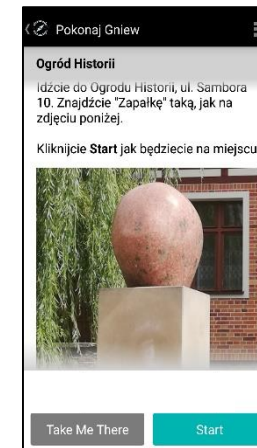 Pokonaj Gniew
Ogród Historii
Idźcie do Ogrodu Historii, ul. Sambora
10. Znajdźcie "Zapałkę" taką, jak na
zdjęciu poniżej.
Kliknijcie Start jak będziecie na miejscu
Take Me There
Start